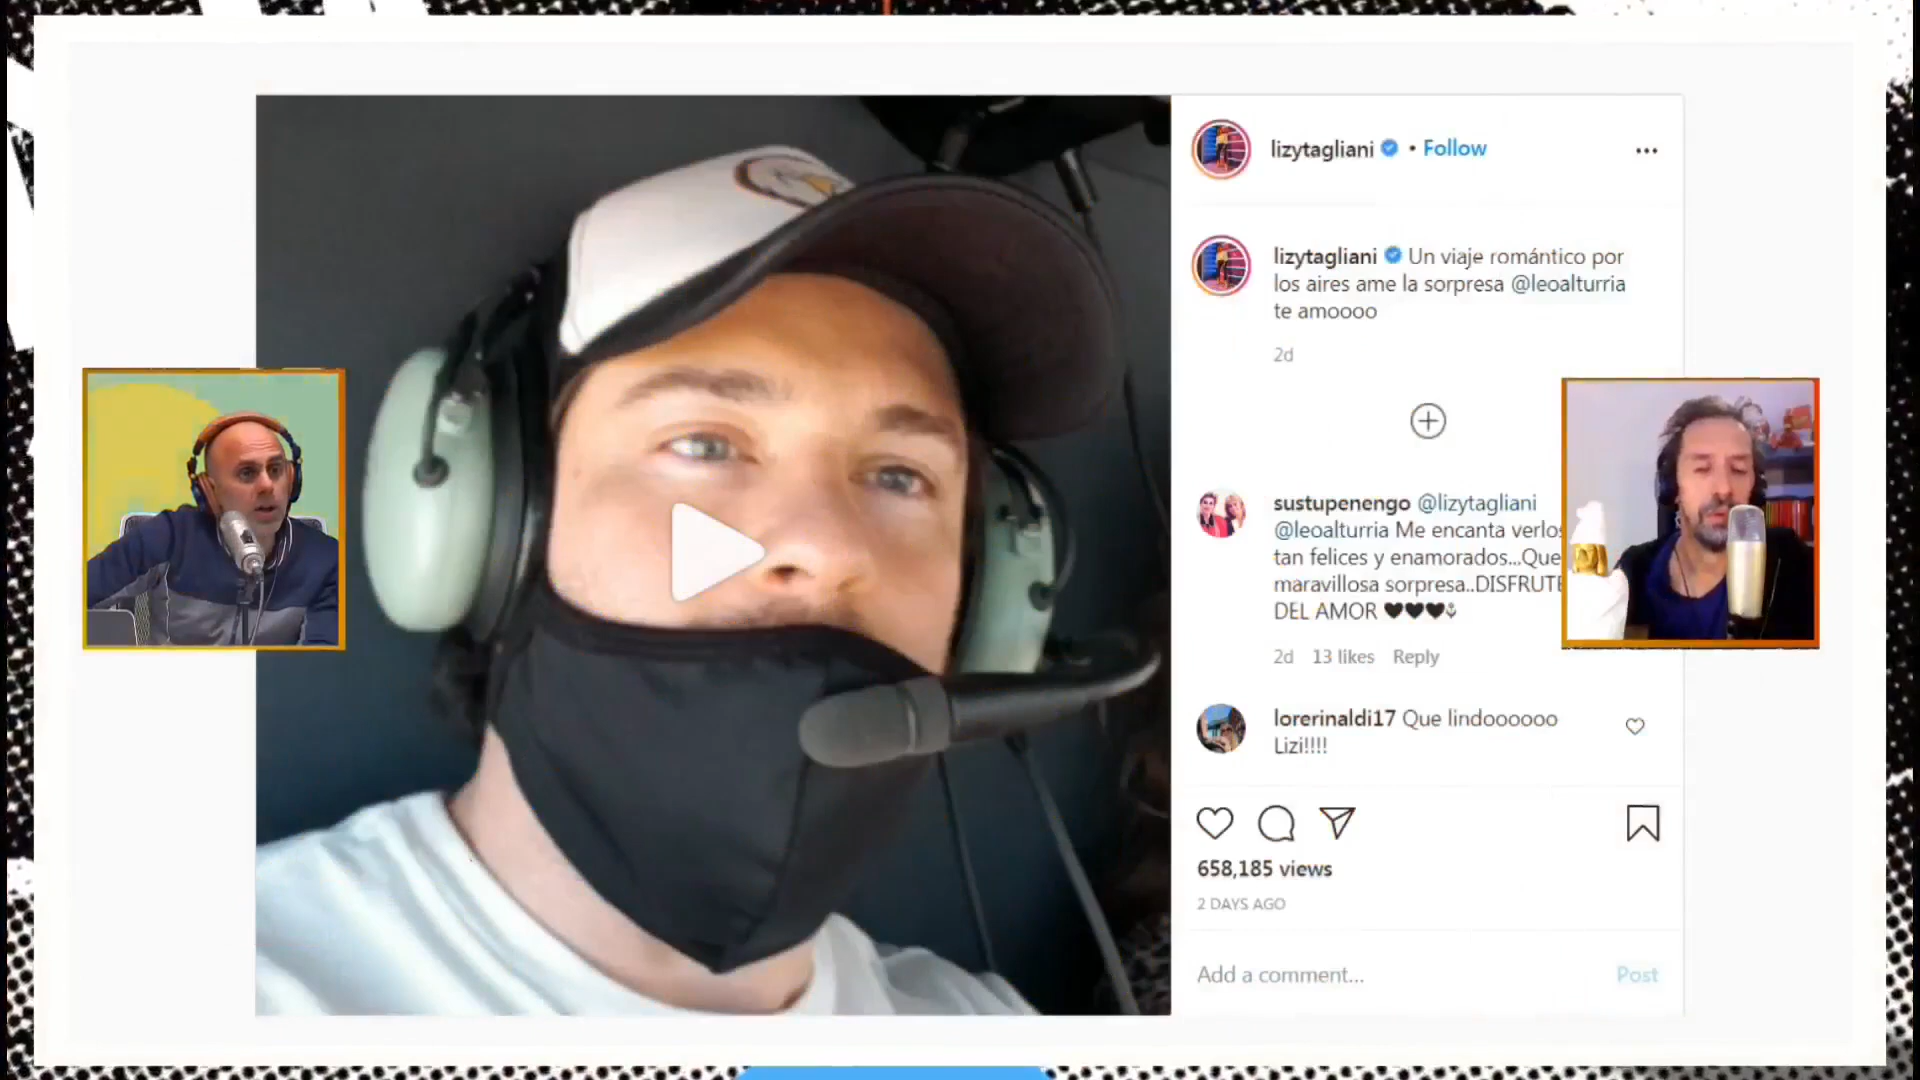 lizytagliani • Follow
lizytagliani Un viaje romántico por
los aires ame la sorpresa @leoalturria
te amoooo
2d
sustupenengo @lizytagliani
@leoalturria Me encanta verlos
tan felices y enamorados...Que
maravillosa sorpresa..DISFRUTE
DEL AMOR
2d 13 likes Reply
lorerinaldi17 Que lindoooooo
Lizi!!!!
658,185 views
2 DAYS AGO
Add a comment... Post